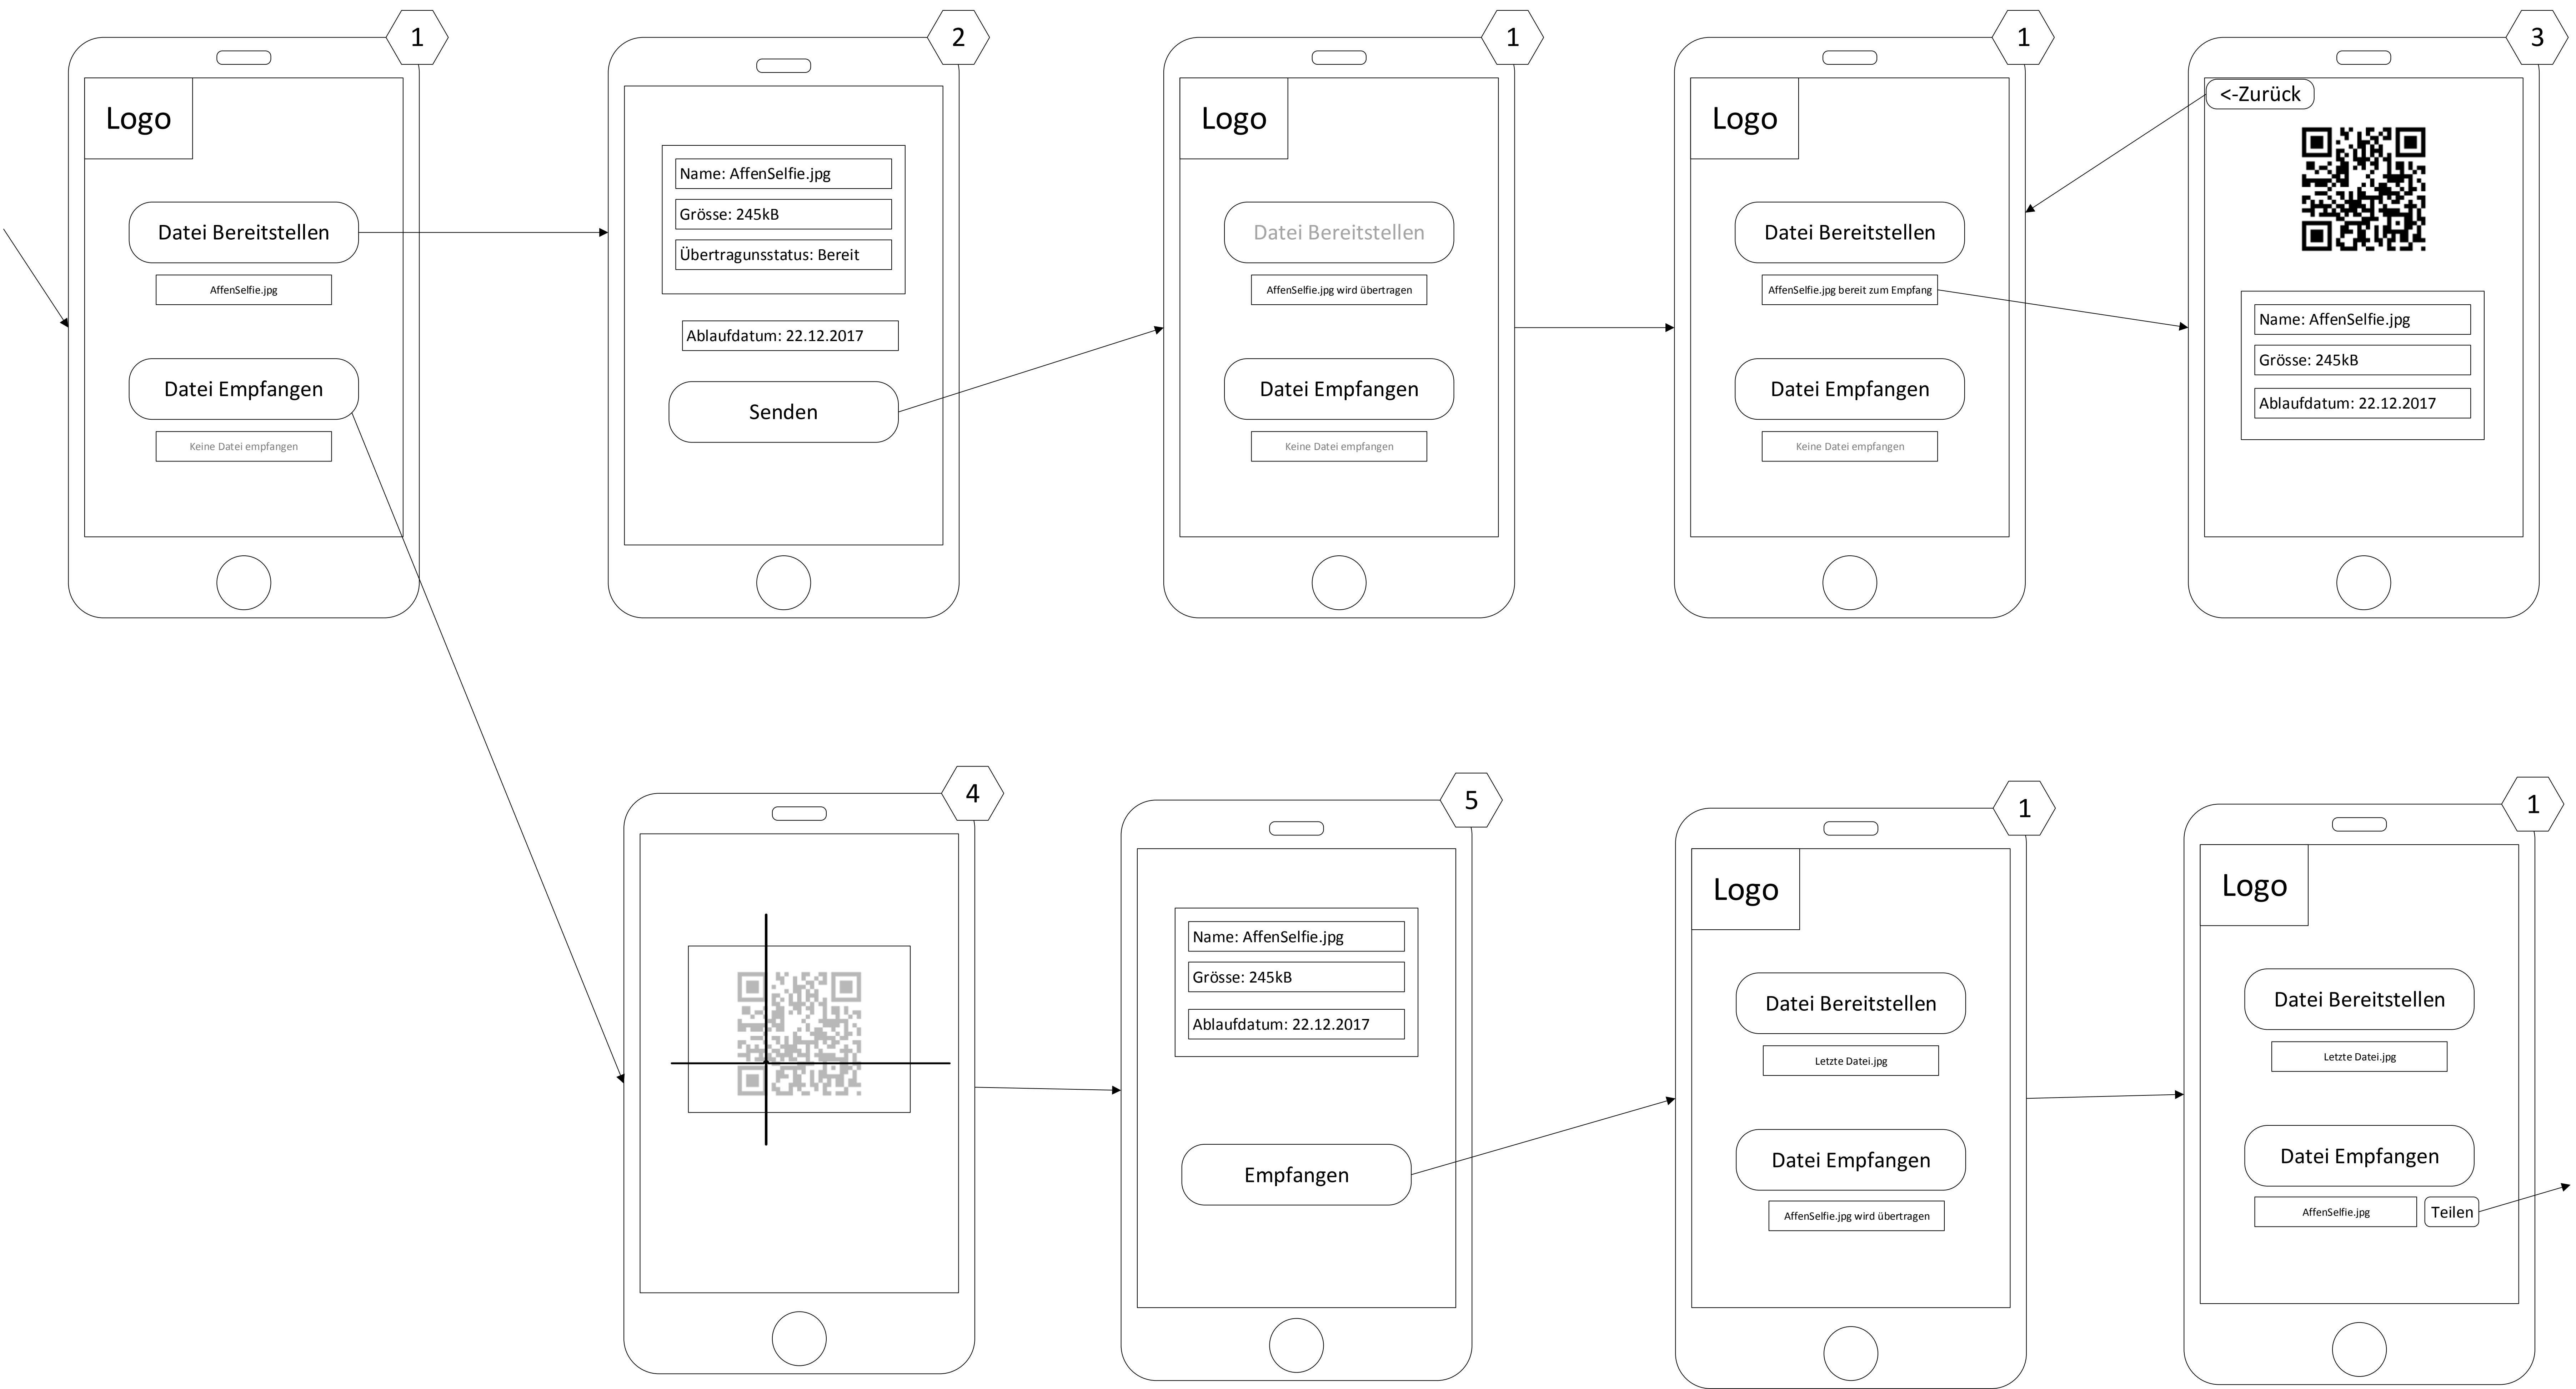 1
Logo
Datei Bereitstellen
AffenSelfie.jpg
Datei Empfangen
Keine Datei empfangen
2
Name: AffenSelfie.jpg
Grösse: 245kB
Übertragunsstatus: Bereit
Ablaufdatum: 22.12.2017
Senden
1
Logo
Datei Bereitstellen
AffenSelfie.jpg wird übertragen
Datei Empfangen
Keine Datei empfangen
1
Logo
Datei Bereitstellen
AffenSelfie.jpg bereit zum Empfang
Datei Empfangen
Keine Datei empfangen
3
<-Zurück
Name: AffenSelfie.jpg
Grösse: 245kB
Ablaufdatum: 22.12.2017
4
5
Name: AffenSelfie.jpg
Grösse: 245kB
Ablaufdatum: 22.12.2017
Empfangen
1
Logo
Datei Bereitstellen
Letzte Datei.jpg
Datei Empfangen
AffenSelfie.jpg wird übertragen
1
Logo
Datei Bereitstellen
Letzte Datei.jpg
Datei Empfangen
AffenSelfie.jpg
Teilen